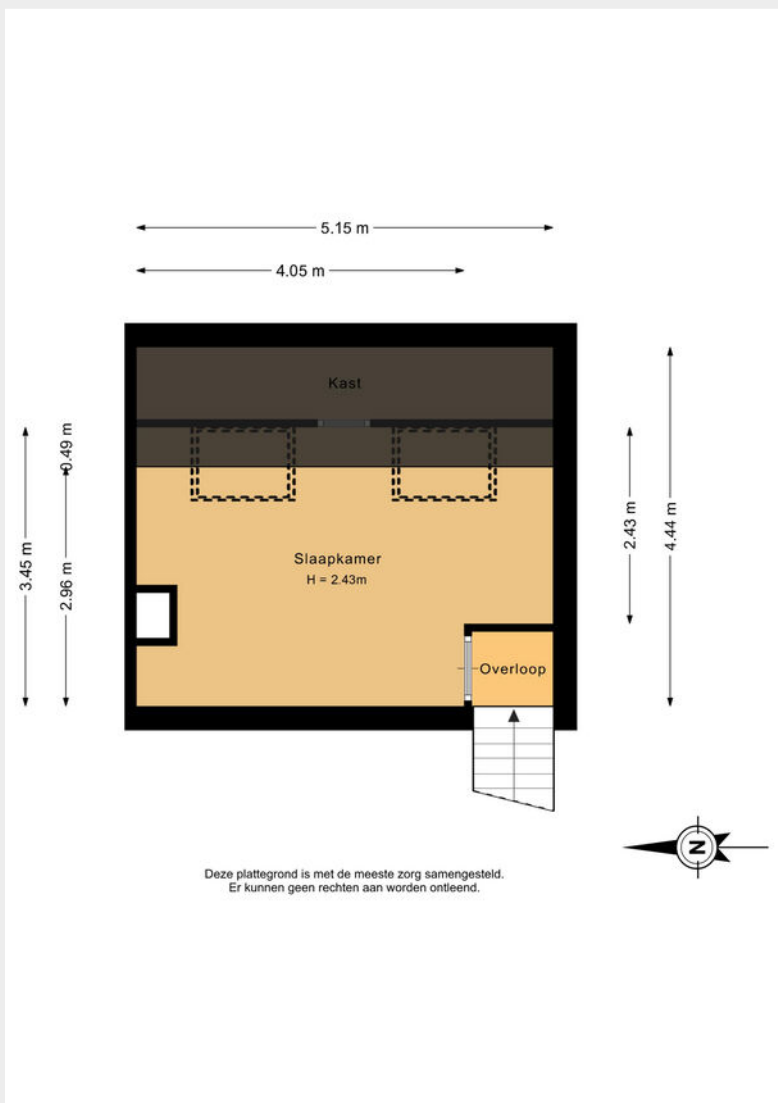 5.15 m
4.05 m
Kast
0.49 m
3.45 m
2.96 m
2.43 m
4.44 m
Slaapkamer
H = 2.43m
Overloop
N
Deze plattegrond is met de meeste zorg samengesteld.
Er kunnen geen rechten aan worden ontleend.